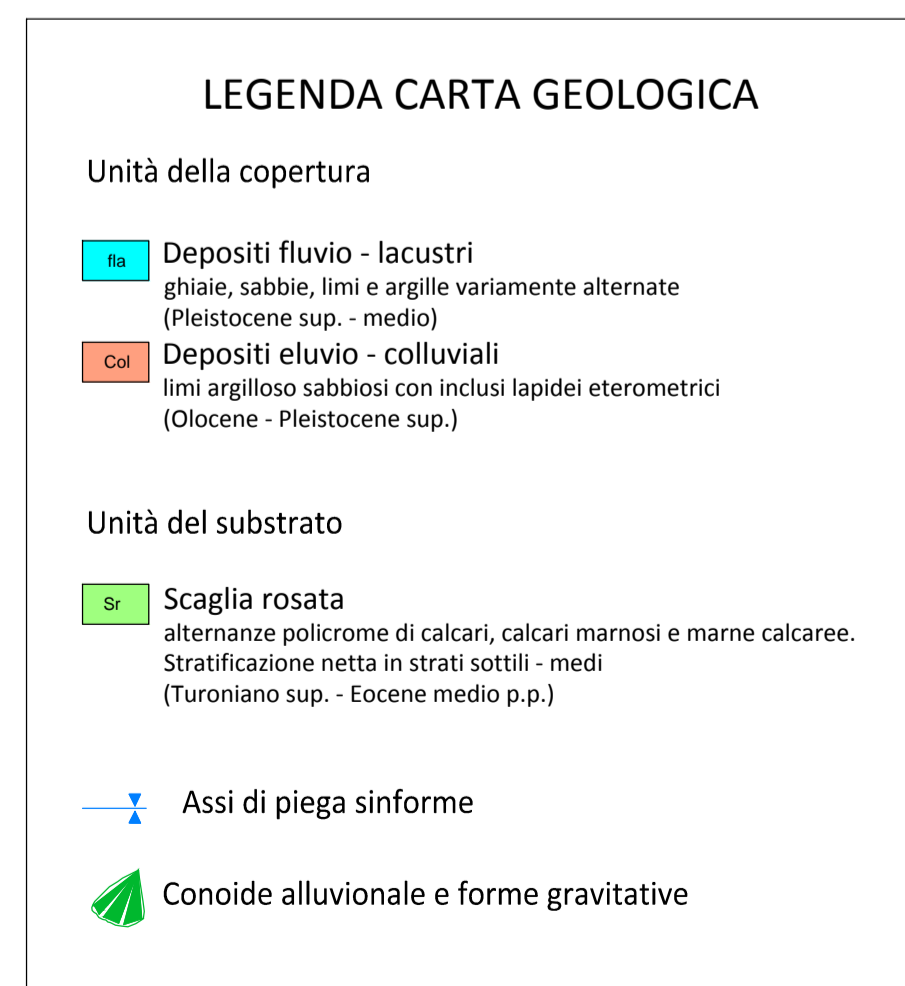 LEGENDA CARTA GEOLOGICA
Unità della copertura
fla
Depositi fluvio - lacustri
ghiaie, sabbie, limi e argille variamente alternate
(Pleistocene sup. - medio)
Col
Depositi eluvio - colluviali
limi argilloso sabbiosi con inclusi lapidei eterometrici
(Olocene - Pleistocene sup.)
Unità del substrato
Sr
Scaglia rosata
alternanze policrome di calcari, calcari marnosi e marne calcaree.
Stratificazione netta in strati sottili - medi
(Turoniano sup. - Eocene medio p.p.)
Assi di piega sinforme
Conoide alluvionale e forme gravitative